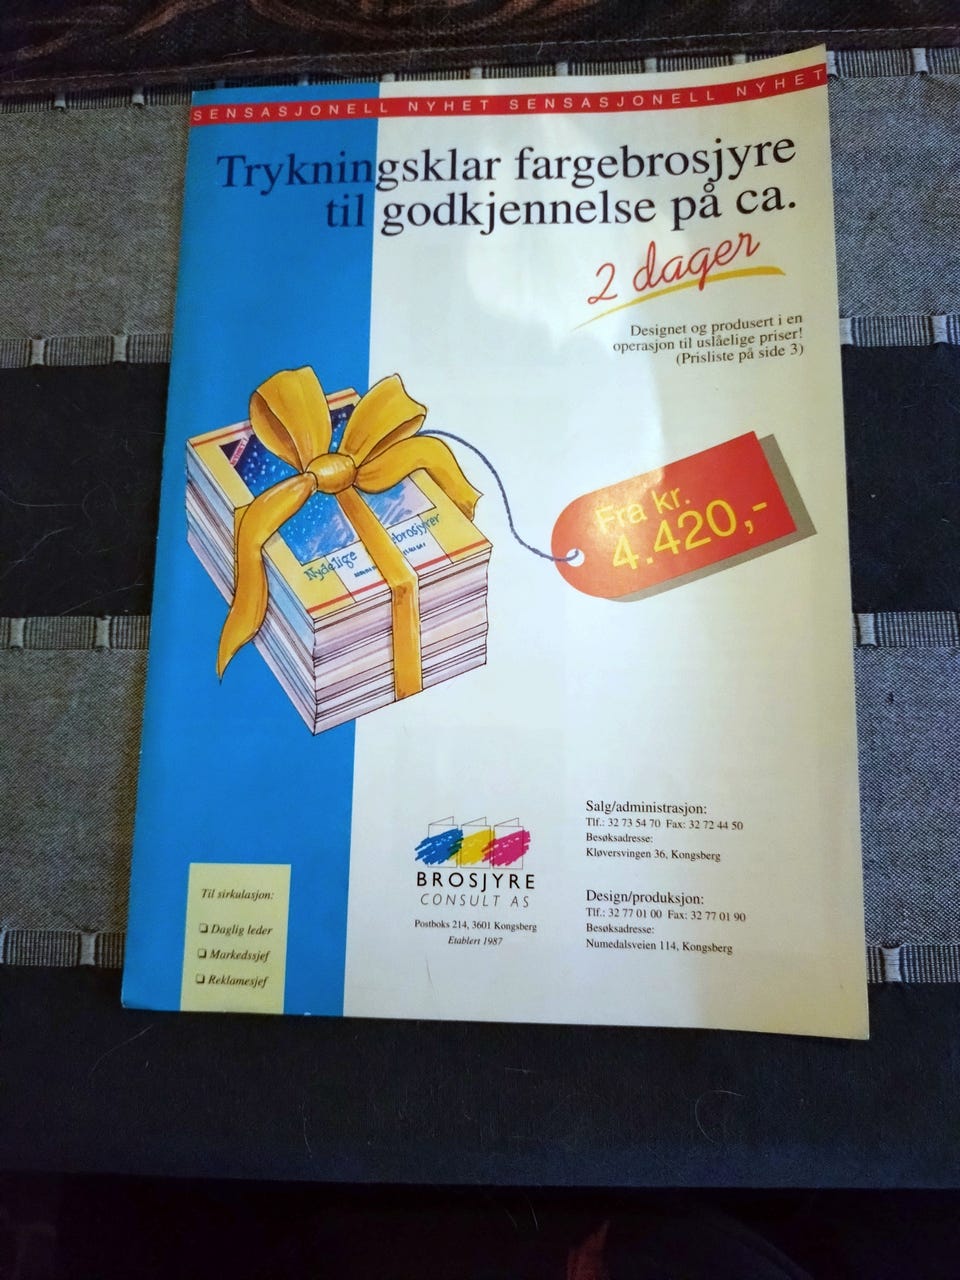 SENSASJONELL NYHET SENSASJONELL NYHET
Trykningsklar fargebrosjyre
til godkjennelse på ca.
2 dager
Designet og produsert i en
operasjon til uslåelige priser!
(Prisliste på side 3)
Fra kr.
4.420,-
Nydelige
brosjyrer
BROSJYRE
CONSULT AS
Postboks 214, 3601 Kongsberg
Etablert 1987
Salg/administrasjon:
Tlf.: 32 73 54 70 Fax: 32 72 44 50
Besøksadresse:
Kløversvingen 36, Kongsberg
Design/produksjon:
Tlf.: 32 77 01 00 Fax: 32 77 01 90
Besøksadresse:
Numedalsveien 114, Kongsberg
Til sirkulasjon:
Daglig leder
Markedssjef
Reklamesjef